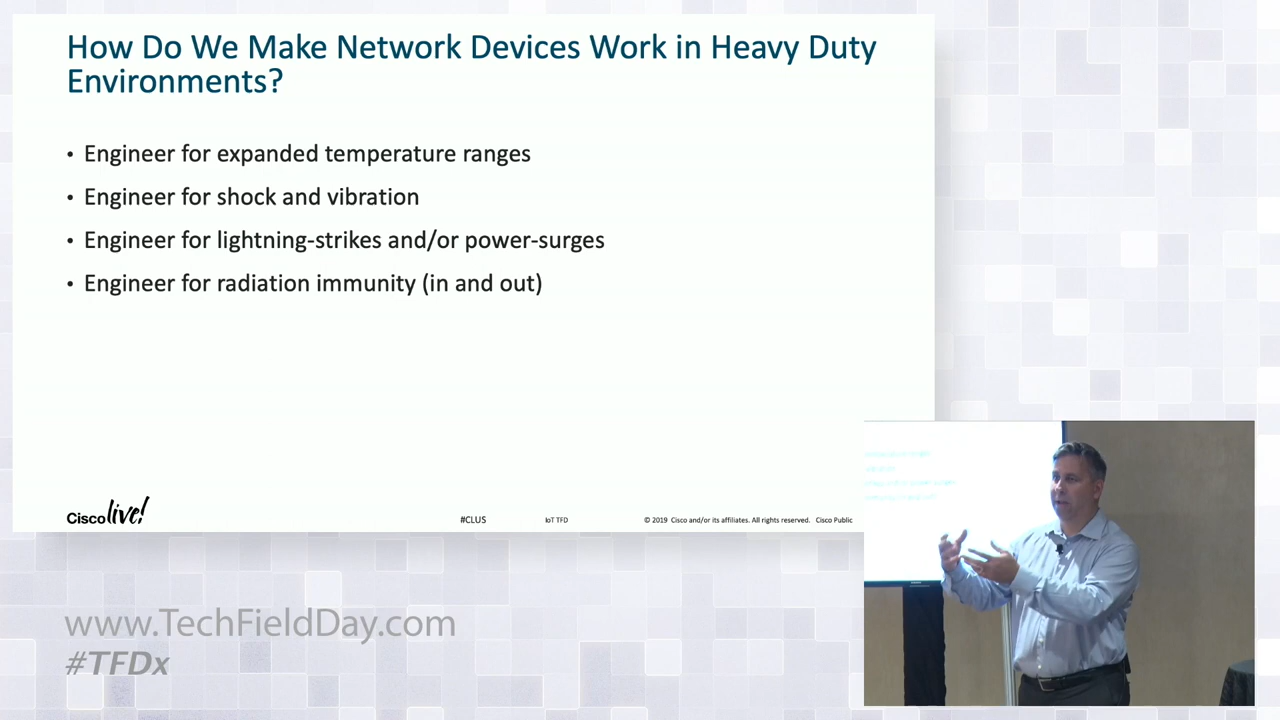 How Do We Make Network Devices Work in Heavy Duty
Environments?
• Engineer for expanded temperature ranges
• Engineer for shock and vibration
• Engineer for lightning-strikes and/or power-surges
• Engineer for radiation immunity (in and out)
Cisco live!
#CLUS
IoT TFD
© 2019 Cisco and/or its affiliates. All rights reserved. Cisco Public
www.TechFieldDay.com
#TFDx